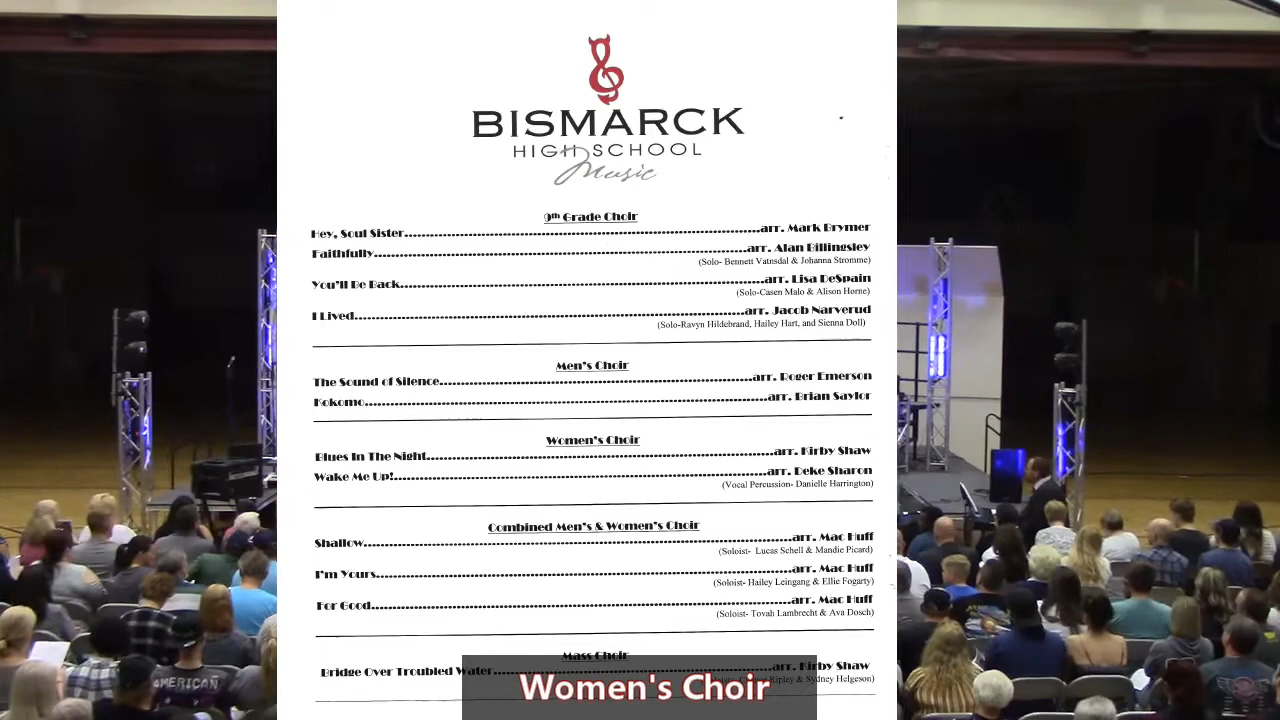 BISMARCK
HIGH SCHOOL
Music
9th Grade Choir
Hey, Soul Sister..........arr. Mark Brymer
Faithfully..........arr. Alan Billingsley
(Solo- Bennett Vatnsdal & Johanna Stromme)
You'll Be Back..........arr. Lisa DeSpain
(Solo-Casen Malo & Alison Horne)
I Lived..........arr. Jacob Narverud
(Solo-Ravyn Hildebrand, Hailey Hart, and Sienna Doll)
Men's Choir
The Sound of Silence..........arr. Roger Emerson
Kokomo..........arr. Brian Saylor
Women's Choir
Blues In The Night..........arr. Kirby Shaw
Wake Me Up!..........arr. Deke Sharon
(Vocal Percussion- Danielle Harrington)
Combined Men's & Women's Choir
Shallow..........arr. Mac Huff
(Soloist- Lucas Schell & Mandie Picard)
I'm Yours..........arr. Mac Huff
(Soloist- Hailey Leingang & Ellie Fogarty)
For Good..........arr. Mac Huff
(Soloist- Tovah Lambrecht & Ava Dosch)
Mass Choir
Bridge Over Troubled Water..........arr. Kirby Shaw
Ripley & Sydney Helgeson)
Women's Choir
AMERICAN